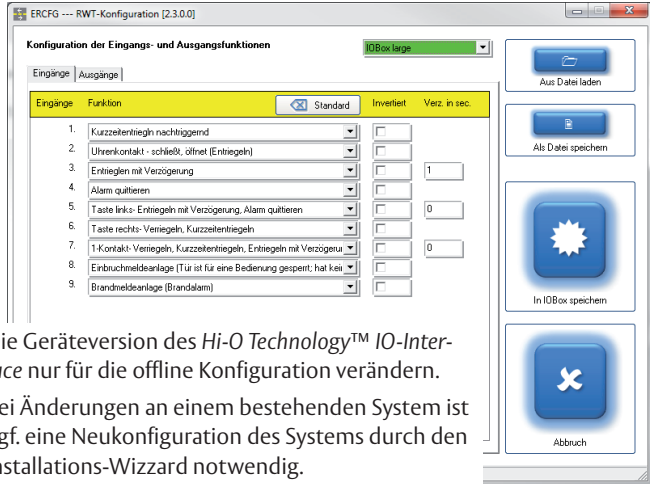 ERCFG --- RWT-Konfiguration [2.3.0.0]
Konfiguration der Eingangs- und Ausgangsfunktionen
IOBox large
Eingänge Ausgänge
Eingänge Funktion Standard Invertiert Verz. in sec.
1. Kurzzeitentriegln nachtriggernd
2. Uhrenkontakt - schließt, öffnet (Entriegeln)
3. Entrieglen mit Verzögerung 1
4. Alarm quittieren
5. Taste links- Entriegeln mit Verzögerung, Alarm quittieren 0
6. Taste rechts- Verriegeln, Kurzzeitentriegeln
7. 1-Kontakt- Verriegeln, Kurzzeitentriegeln, Entriegeln mit Verzögeru 0
8. Einbruchmeldeanlage (Tür ist für eine Bedienung gesperrt; hat kei
9. Brandmeldeanlage (Brandalarm)
Aus Datei laden
Als Datei speichern
In IOBox speichern
Abbruch
ie Geräteversion des Hi-O Technology™ IO-Inter-
ace nur für die offline Konfiguration verändern.
ei Änderungen an einem bestehenden System ist
gf. eine Neukonfiguration des Systems durch den
nstallations-Wizzard notwendig.